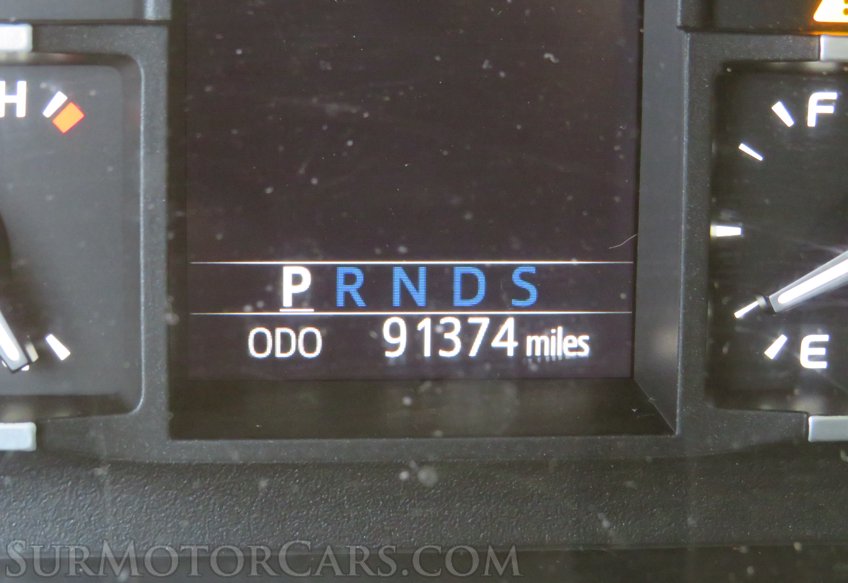 H
F
P R N D S
ODO 91374 miles
E
SURMOTORCARS.COM